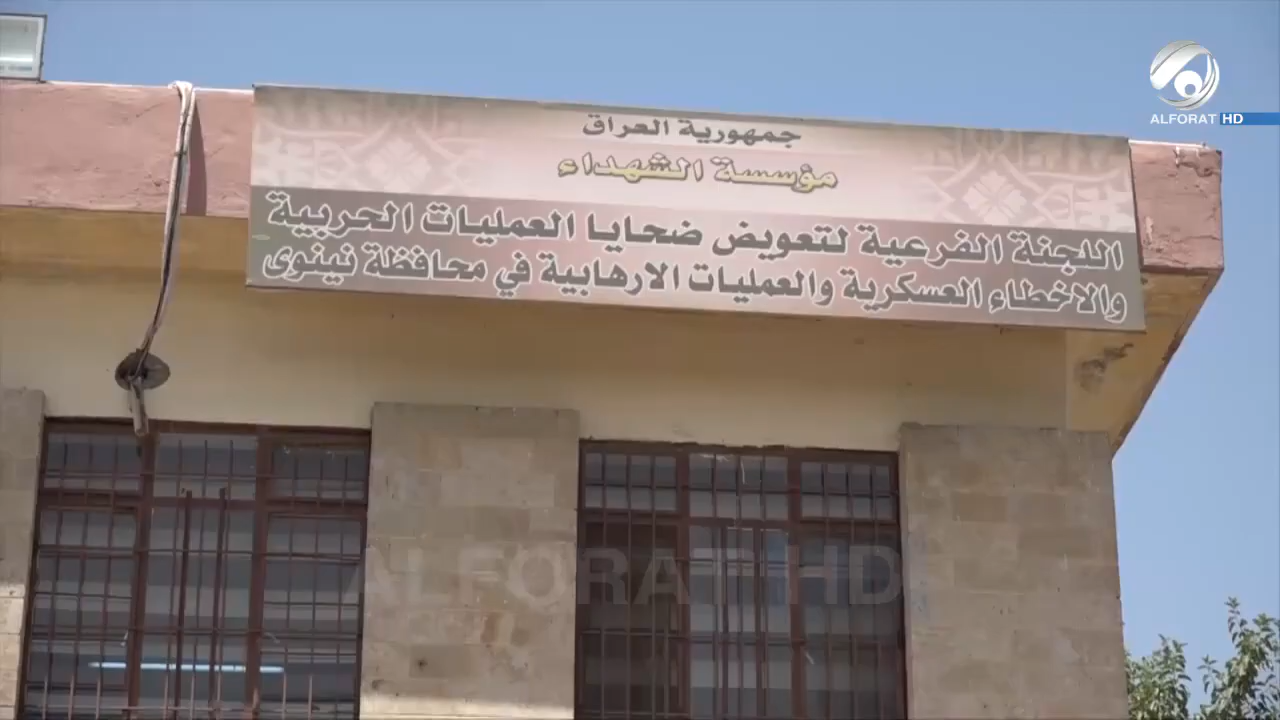 ALFORAT HD
جمهورية العراق
مؤسسة الشهداء
اللجنة الفرعية لتعويض ضحايا العمليات الحربية
والاخطاء العسكرية والعمليات الارهابية في محافظة نينوى
ALFORAT HD